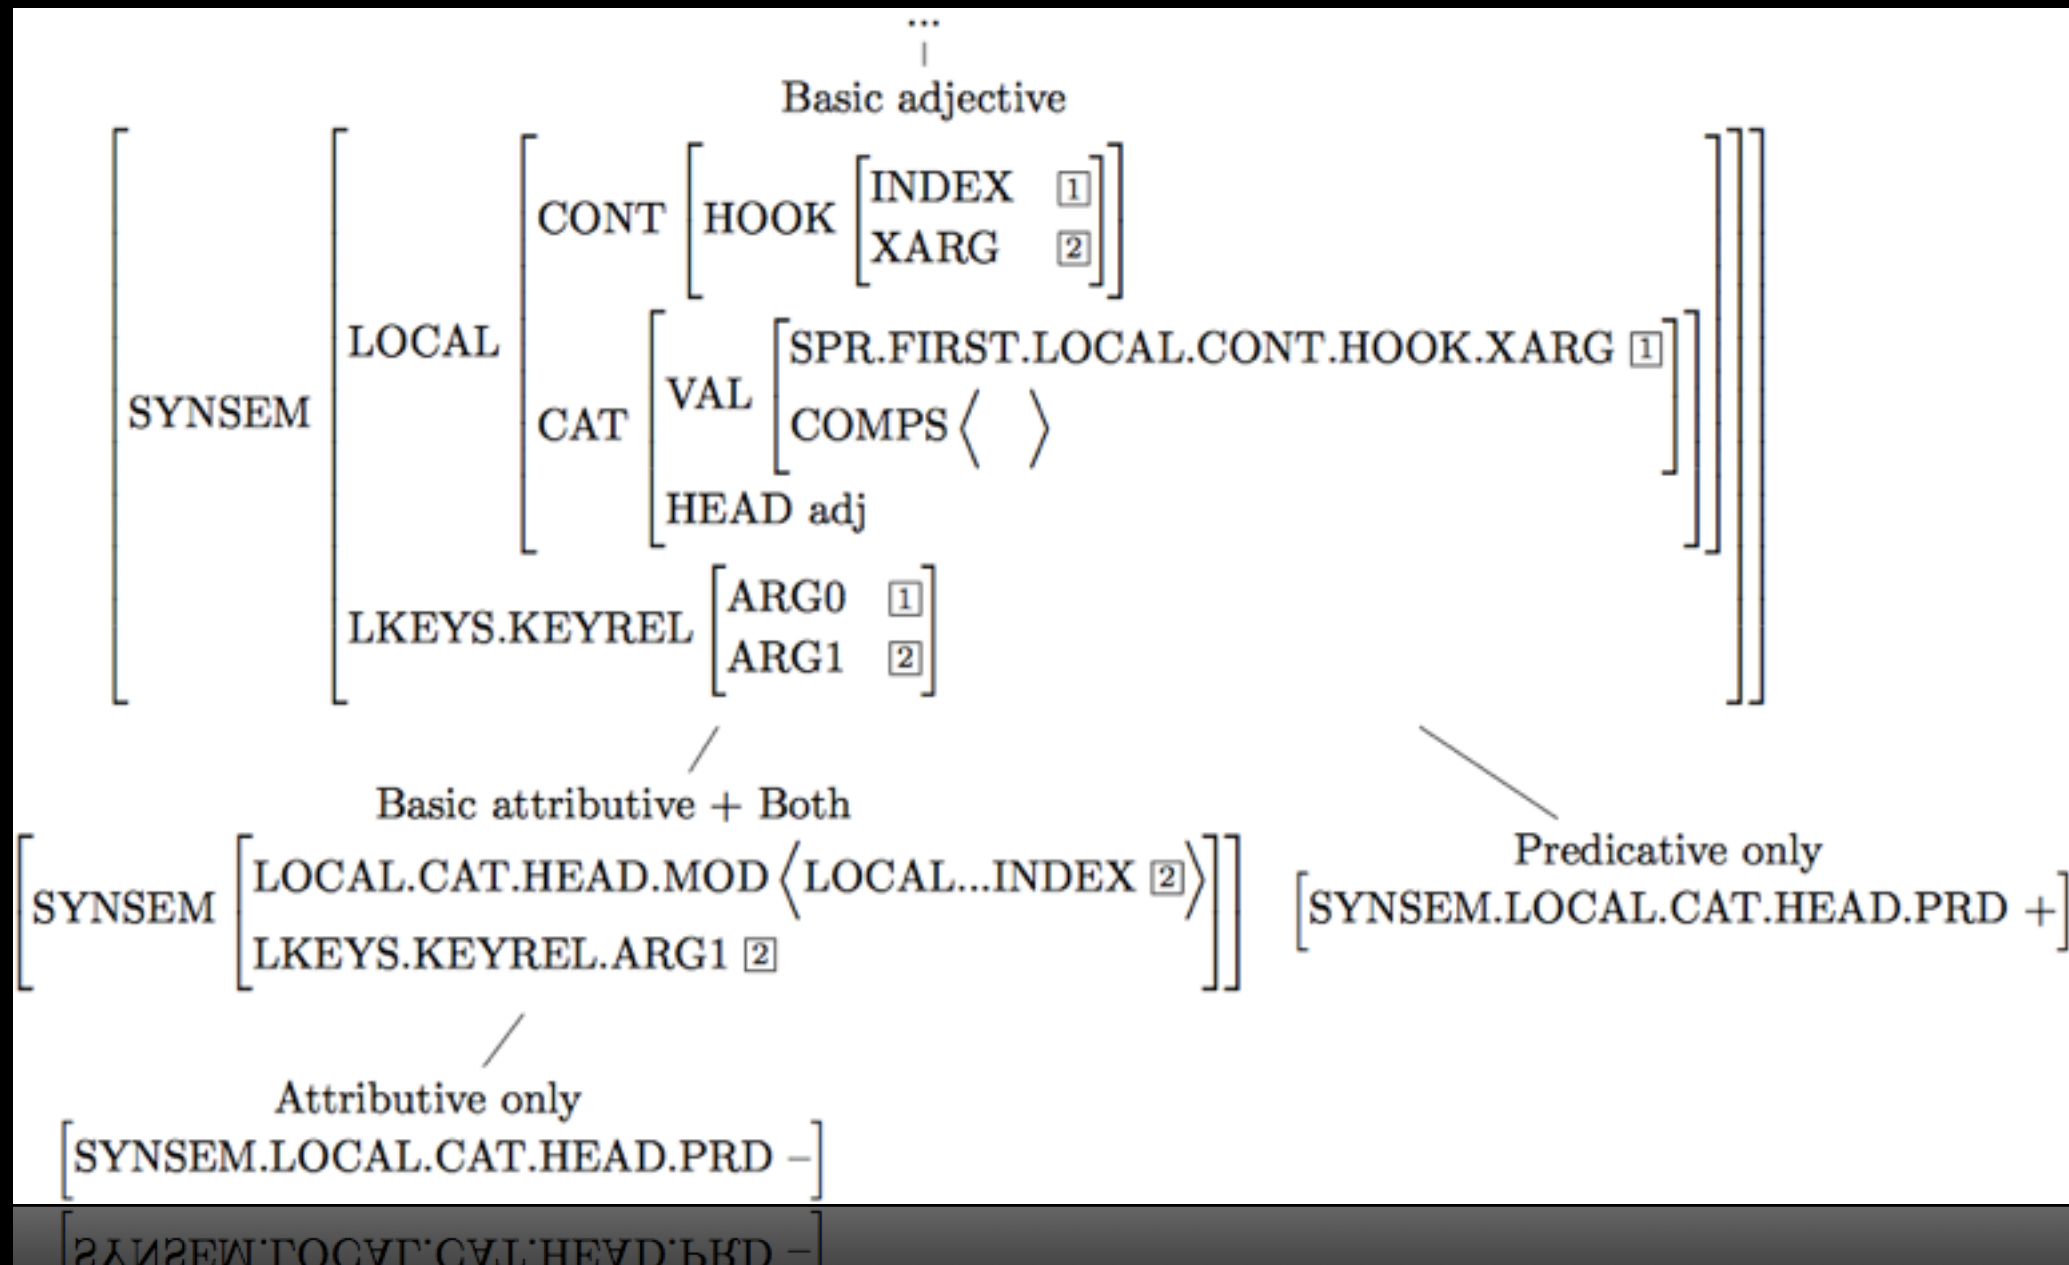 ...
Basic adjective
INDEX 1
CONT HOOK
XARG 2
SPR.FIRST.LOCAL.CONT.HOOK.XARG 1
LOCAL
VAL
SYNSEM
CAT
COMPS ⟨ ⟩
HEAD adj
ARG0 1
LKEYS.KEYREL
ARG1 2
Basic attributive + Both
Predicative only
LOCAL.CAT.HEAD.MOD ⟨LOCAL...INDEX 2⟩
SYNSEM
[SYNSEM.LOCAL.CAT.HEAD.PRD +]
LKEYS.KEYREL.ARG1 2
Attributive only
[SYNSEM.LOCAL.CAT.HEAD.PRD –]